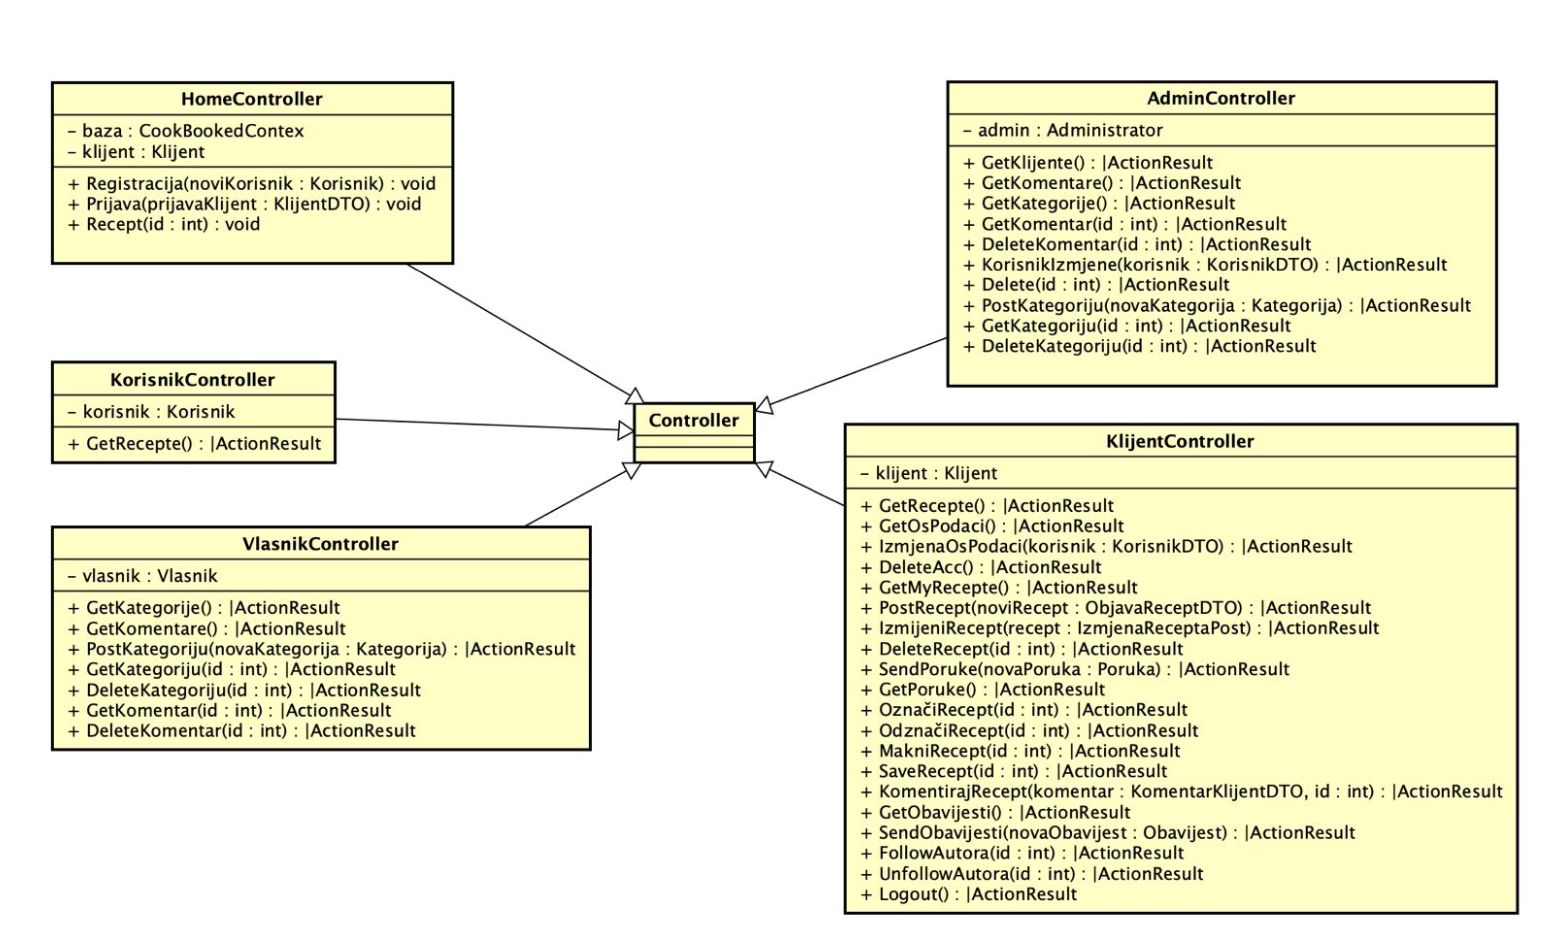 HomeController
– baza : CookBookedContex
– klijent : Klijent
+ Registracija(noviKorisnik : Korisnik) : void
+ Prijava(prijavaKlijent : KlijentDTO) : void
+ Recept(id : int) : void
AdminController
– admin : Administrator
+ GetKlijente() : |ActionResult
+ GetKomentare() : |ActionResult
+ GetKategorije() : |ActionResult
+ GetKomentar(id : int) : |ActionResult
+ DeleteKomentar(id : int) : |ActionResult
+ KorisnikIzmjene(korisnik : KorisnikDTO) : |ActionResult
+ Delete(id : int) : |ActionResult
+ PostKategoriju(novaKategorija : Kategorija) : |ActionResult
+ GetKategoriju(id : int) : |ActionResult
+ DeleteKategoriju(id : int) : |ActionResult
KorisnikController
– korisnik : Korisnik
+ GetRecepte() : |ActionResult
Controller
VlasnikController
– vlasnik : Vlasnik
+ GetKategorije() : |ActionResult
+ GetKomentare() : |ActionResult
+ PostKategoriju(novaKategorija : Kategorija) : |ActionResult
+ GetKategoriju(id : int) : |ActionResult
+ DeleteKategoriju(id : int) : |ActionResult
+ GetKomentar(id : int) : |ActionResult
+ DeleteKomentar(id : int) : |ActionResult
KlijentController
– klijent : Klijent
+ GetRecepte() : |ActionResult
+ GetOsPodaci() : |ActionResult
+ IzmjenaOsPodaci(korisnik : KorisnikDTO) : |ActionResult
+ DeleteAcc() : |ActionResult
+ GetMyRecepte() : |ActionResult
+ PostRecept(noviRecept : ObjavaReceptDTO) : |ActionResult
+ IzmijeniRecept(recept : IzmjenaReceptaPost) : |ActionResult
+ DeleteRecept(id : int) : |ActionResult
+ SendPoruke(novaPoruka : Poruka) : |ActionResult
+ GetPoruke() : |ActionResult
+ OznačiRecept(id : int) : |ActionResult
+ OdznačiRecept(id : int) : |ActionResult
+ MakniRecept(id : int) : |ActionResult
+ SaveRecept(id : int) : |ActionResult
+ KomentirajRecept(komentar : KomentarKlijentDTO, id : int) : |ActionResult
+ GetObavijesti() : |ActionResult
+ SendObavijesti(novaObavijest : Obavijest) : |ActionResult
+ FollowAutora(id : int) : |ActionResult
+ UnfollowAutora(id : int) : |ActionResult
+ Logout() : |ActionResult